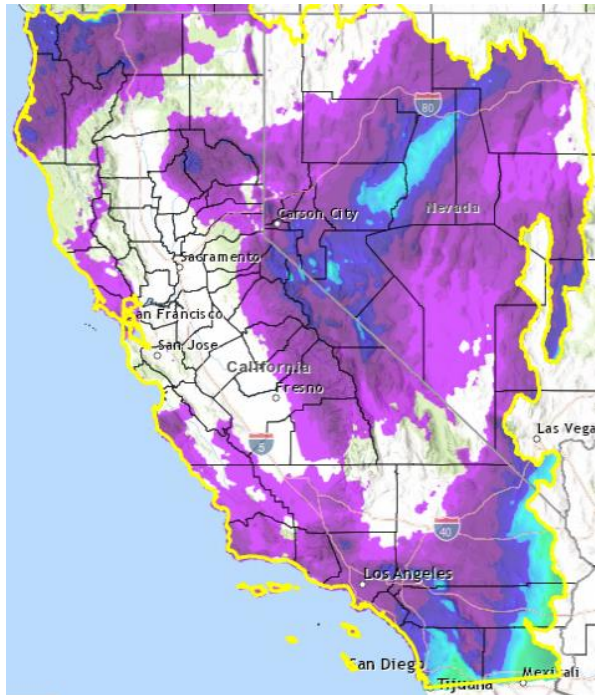 80
Nevada
Carson City
Sacramento
an Francisco
San Jose
California
Fresno
5
Las Vega
40
Los Angeles
San Diego
Tijuana
Mexicali